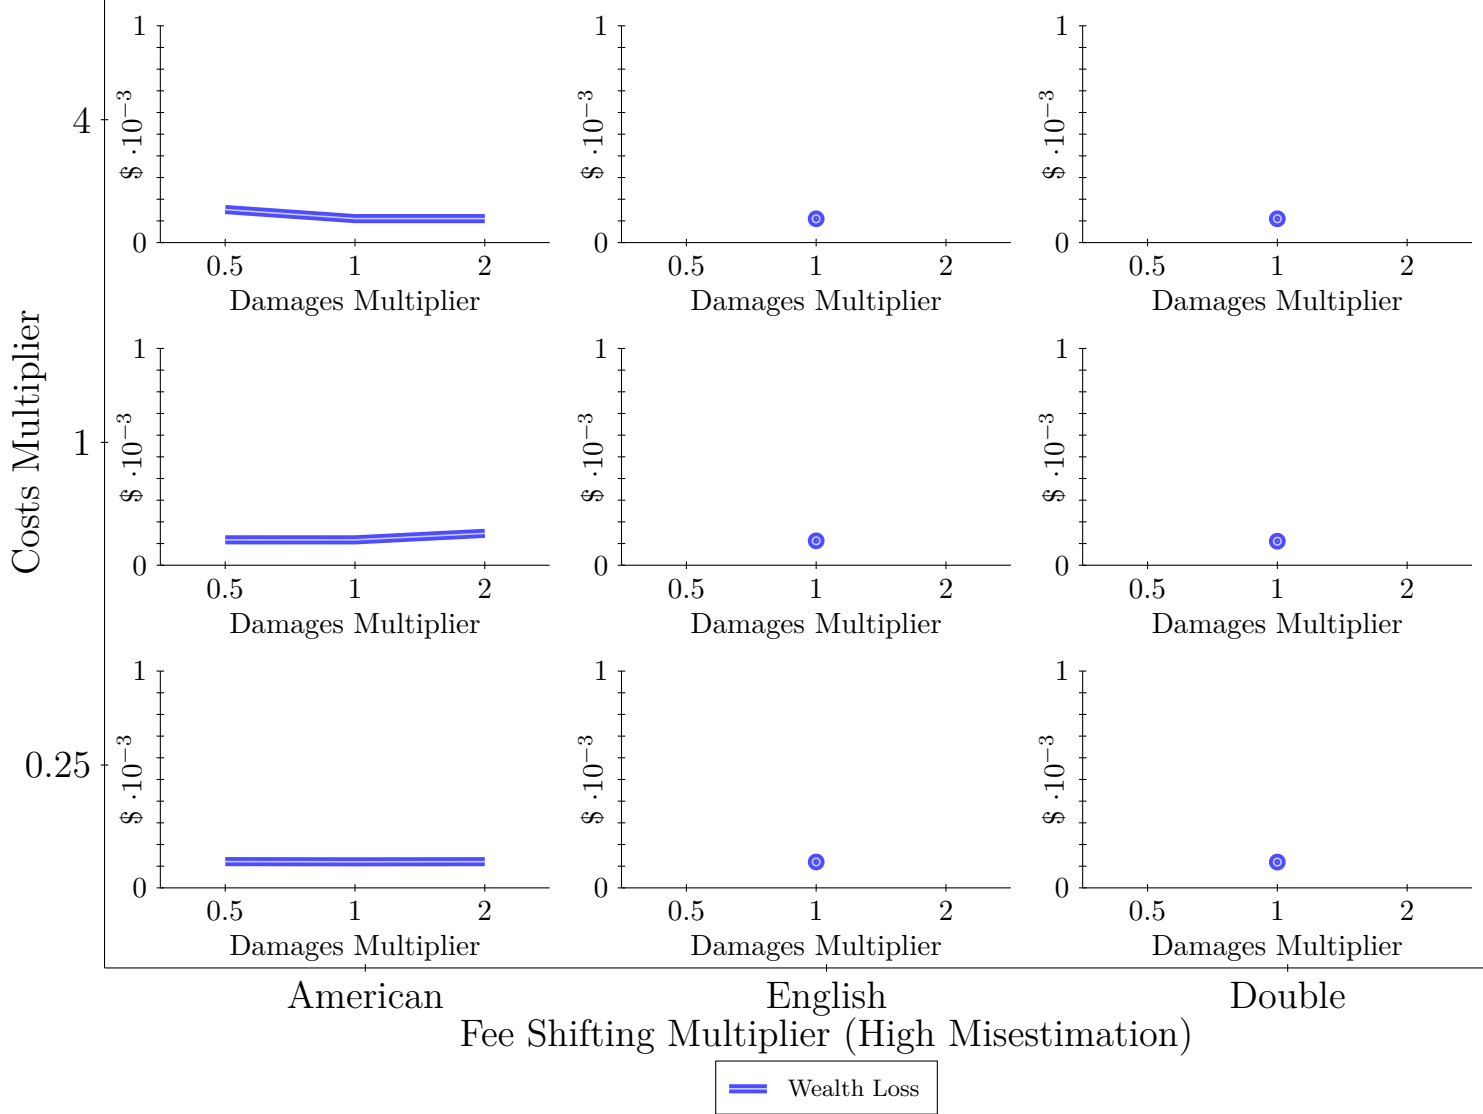 Costs Multiplier
4
1
$ ·10⁻³
0
0.5 1 2
Damages Multiplier
1
$ ·10⁻³
0
0.5 1 2
Damages Multiplier
1
$ ·10⁻³
0
0.5 1 2
Damages Multiplier
1
1
$ ·10⁻³
0
0.5 1 2
Damages Multiplier
1
$ ·10⁻³
0
0.5 1 2
Damages Multiplier
1
$ ·10⁻³
0
0.5 1 2
Damages Multiplier
0.25
1
$ ·10⁻³
0
0.5 1 2
Damages Multiplier
1
$ ·10⁻³
0
0.5 1 2
Damages Multiplier
1
$ ·10⁻³
0
0.5 1 2
Damages Multiplier
American English Double
Fee Shifting Multiplier (High Misestimation)
Wealth Loss